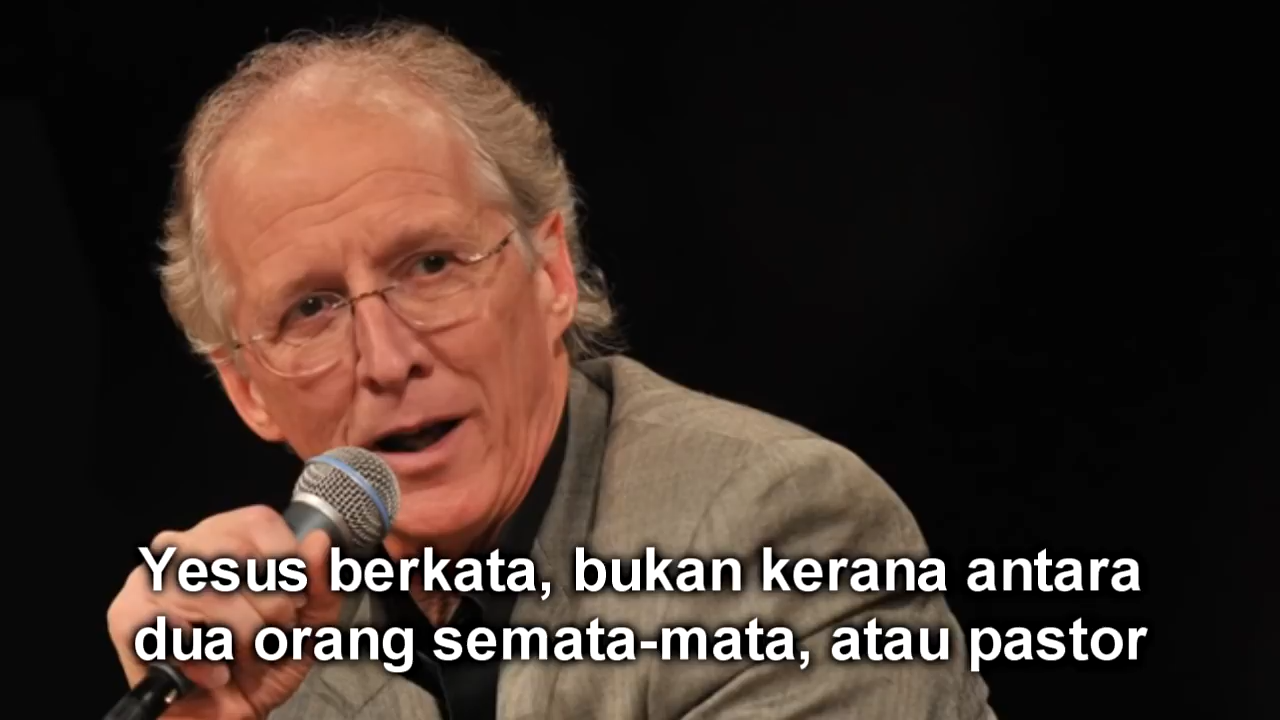 Yesus berkata, bukan kerana antara
dua orang semata-mata, atau pastor